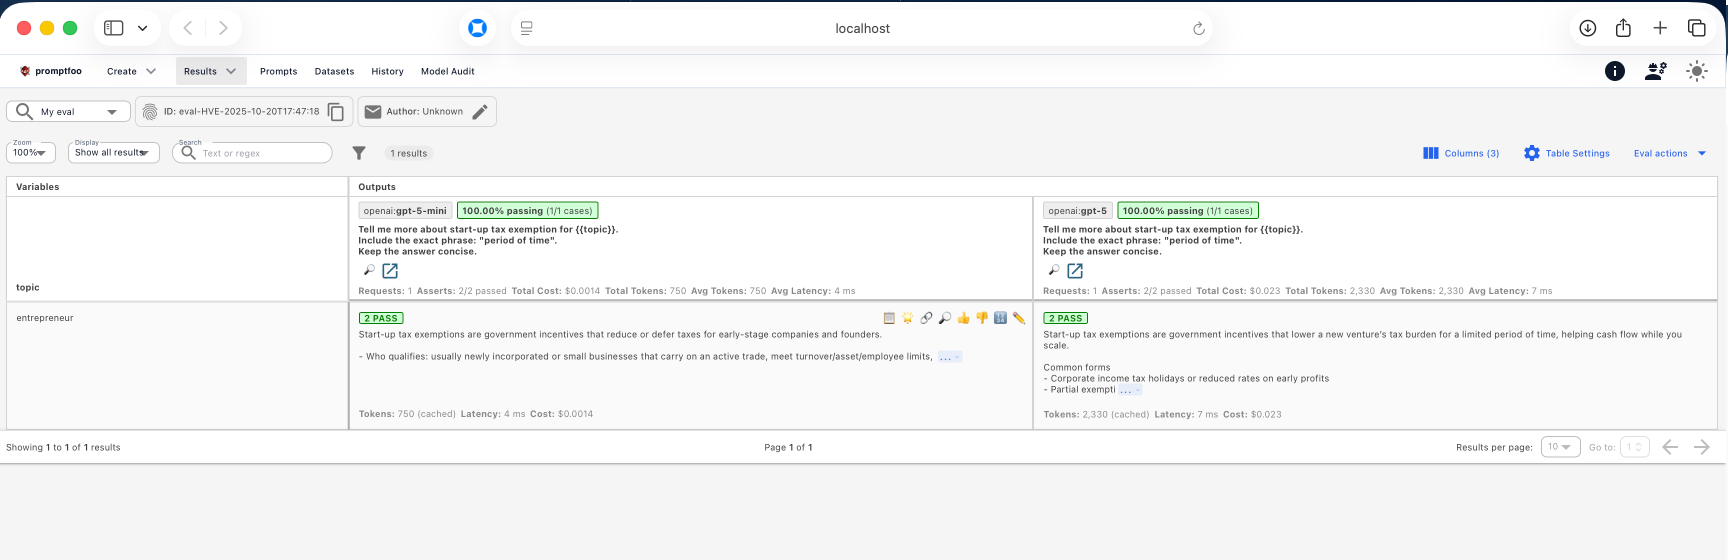 localhost
promptfoo Create Results Prompts Datasets History Model Audit
My eval ID: eval-HVE-2025-10-20T17:47:18 Author: Unknown
Zoom Display Search
100% Show all results Text or regex 1 results Columns (3) Table Settings Eval actions
Variables Outputs
topic
openai:gpt-5-mini 100.00% passing (1/1 cases)
Tell me more about start-up tax exemption for {{topic}}.
Include the exact phrase: "period of time".
Keep the answer concise.
Requests: 1 Asserts: 2/2 passed Total Cost: $0.0014 Total Tokens: 750 Avg Tokens: 750 Avg Latency: 4 ms
openai:gpt-5 100.00% passing (1/1 cases)
Tell me more about start-up tax exemption for {{topic}}.
Include the exact phrase: "period of time".
Keep the answer concise.
Requests: 1 Asserts: 2/2 passed Total Cost: $0.023 Total Tokens: 2,330 Avg Tokens: 2,330 Avg Latency: 7 ms
entrepreneur
2 PASS
Start-up tax exemptions are government incentives that reduce or defer taxes for early-stage companies and founders.
- Who qualifies: usually newly incorporated or small businesses that carry on an active trade, meet turnover/asset/employee limits, ...
Tokens: 750 (cached) Latency: 4 ms Cost: $0.0014
2 PASS
Start-up tax exemptions are government incentives that lower a new venture's tax burden for a limited period of time, helping cash flow while you
scale.
Common forms
- Corporate income tax holidays or reduced rates on early profits
- Partial exempti ...
Tokens: 2,330 (cached) Latency: 7 ms Cost: $0.023
Showing 1 to 1 of 1 results Page 1 of 1 Results per page: 10 Go to: 1